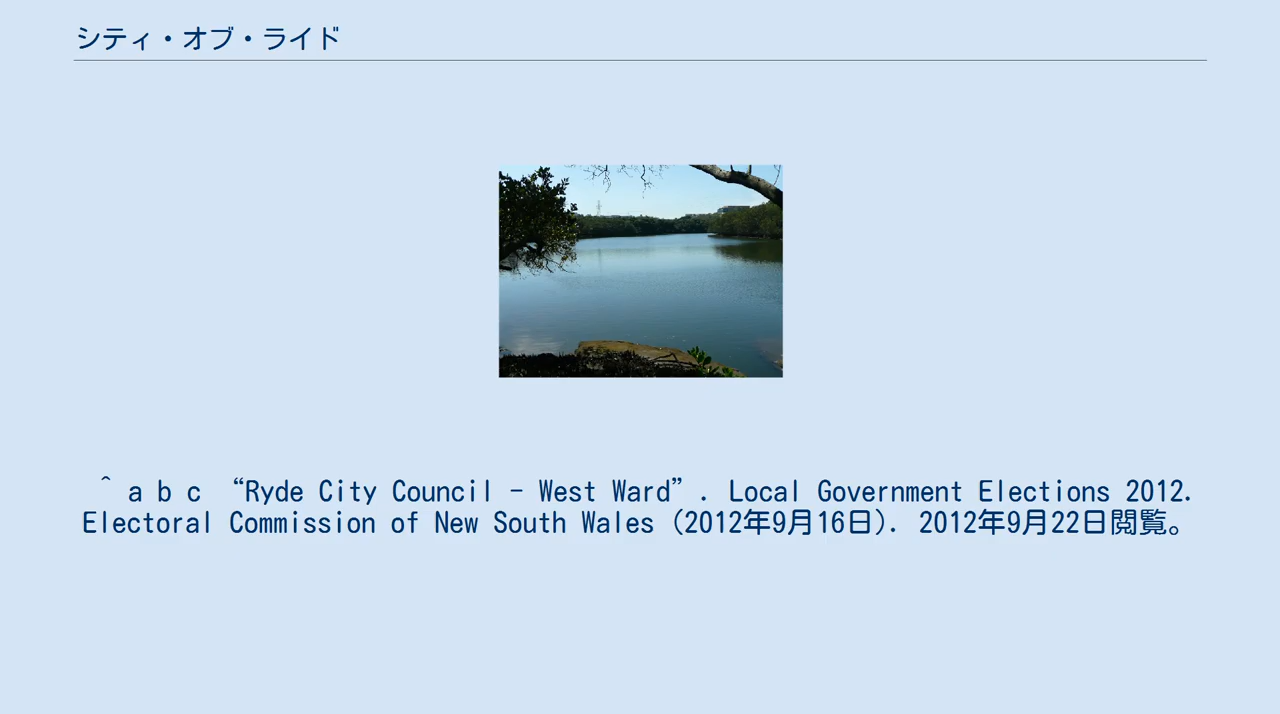 シティ・オブ・ライド
^ a b c “Ryde City Council – West Ward”. Local Government Elections 2012.
Electoral Commission of New South Wales (2012年9月16日). 2012年9月22日閲覧。